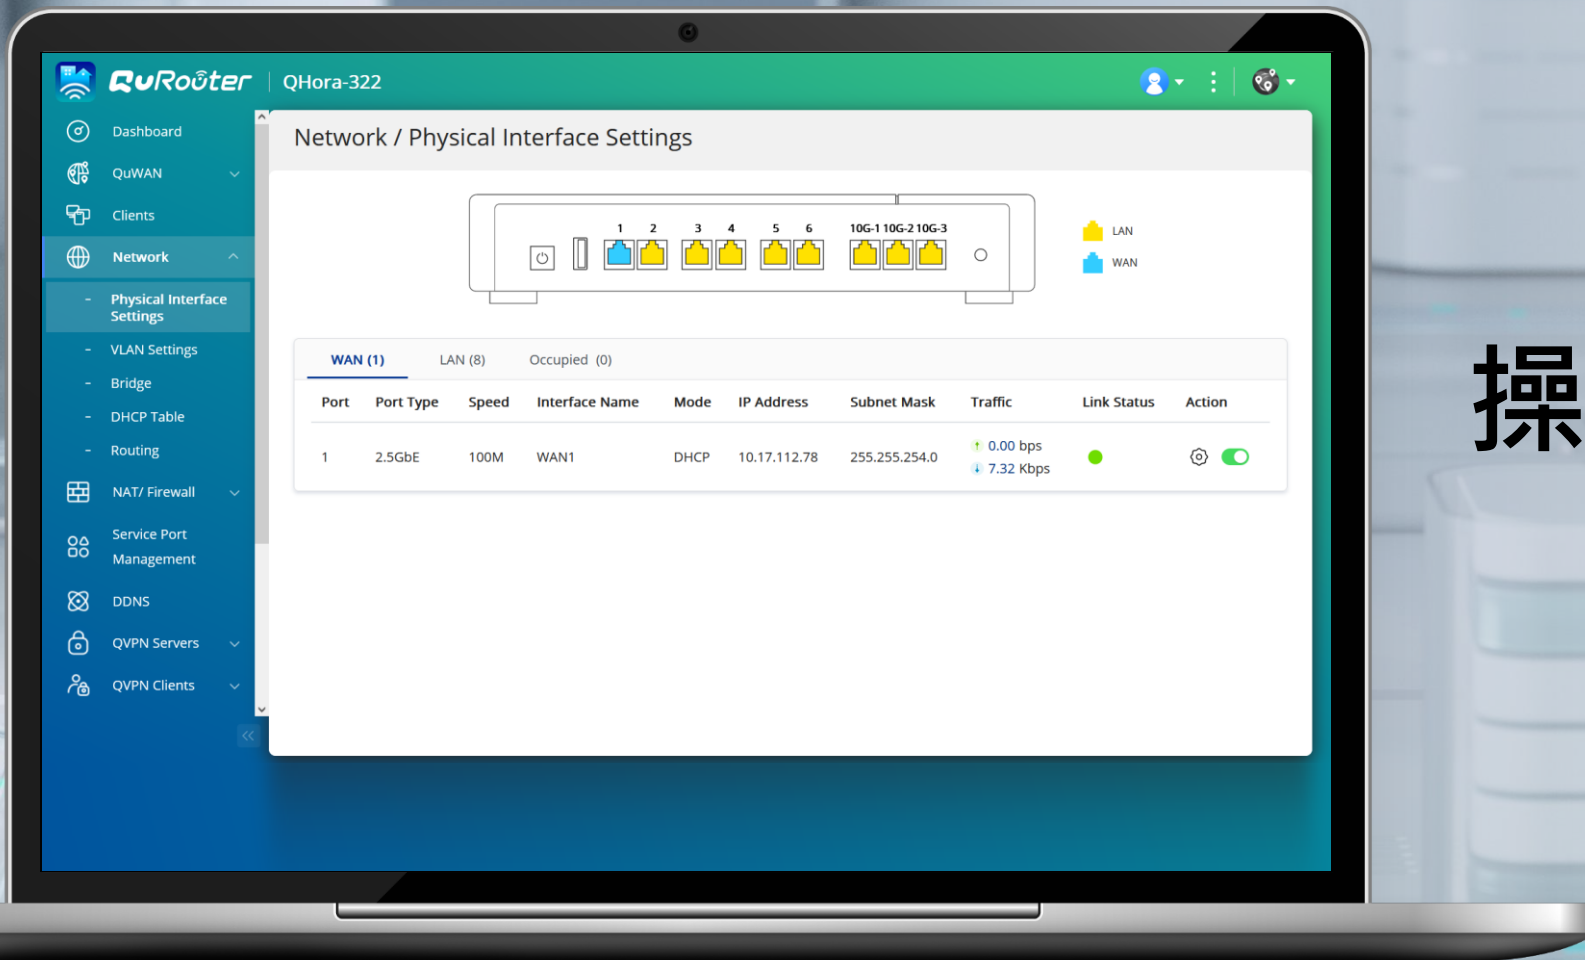 QuRouter
QHora-322
Dashboard
QuWAN
Clients
Network
Physical Interface
Settings
VLAN Settings
Bridge
DHCP Table
Routing
NAT/ Firewall
Service Port
Management
DDNS
QVPN Servers
QVPN Clients
Network / Physical Interface Settings
1 2 3 4 5 6 10G-1 10G-2 10G-3
LAN
WAN
WAN (1) LAN (8) Occupied (0)
Port Port Type Speed Interface Name Mode IP Address Subnet Mask Traffic Link Status Action
1 2.5GbE 100M WAN1 DHCP 10.17.112.78 255.255.254.0 0.00 bps
7.32 Kbps
操